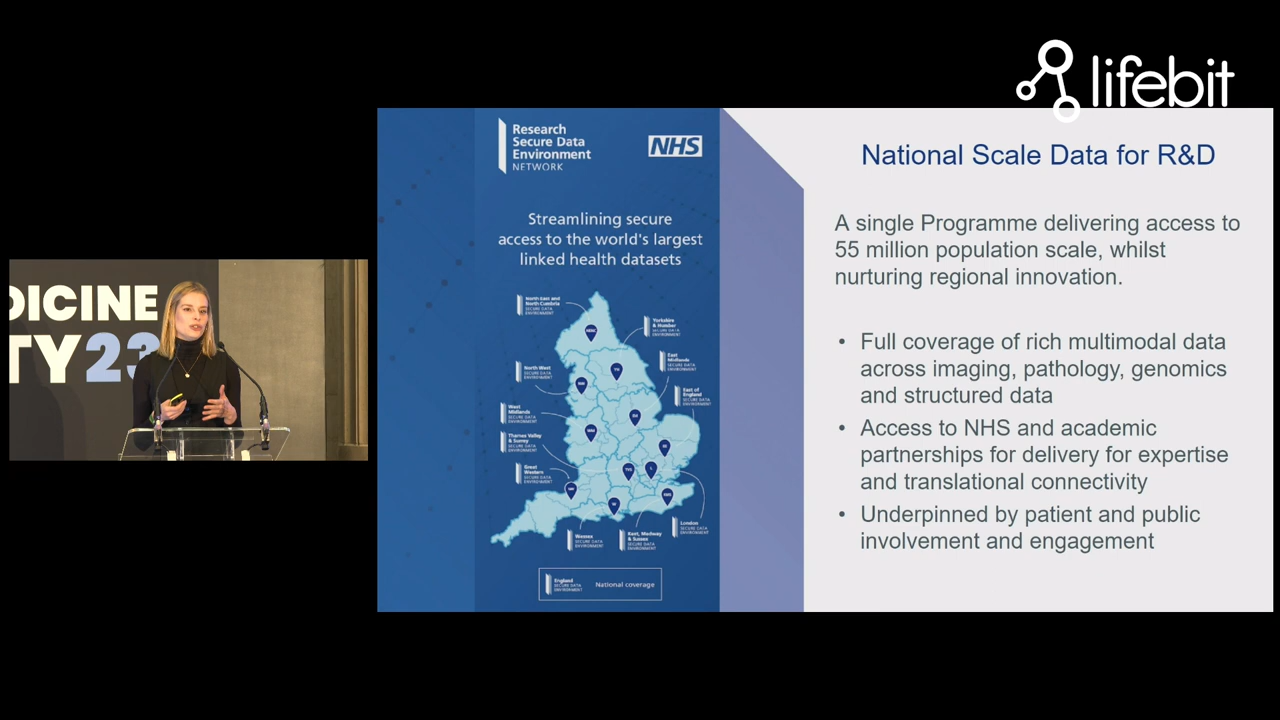 lifebit
DICINE
TY23
Research
Secure Data
Environment
NETWORK
NHS
Streamlining secure
access to the world's largest
linked health datasets
North East and
North Cumbria
SECURE DATA
ENVIRONMENT
Yorkshire
& Humber
SECURE DATA
ENVIRONMENT
East
Midlands
SECURE DATA
ENVIRONMENT
North West
SECURE DATA
ENVIRONMENT
East of
England
SECURE DATA
ENVIRONMENT
West
Midlands
SECURE DATA
ENVIRONMENT
Thames Valley
& Surrey
SECURE DATA
ENVIRONMENT
Great
Western
SECURE DATA
ENVIRONMENT
London
SECURE DATA
ENVIRONMENT
Wessex
SECURE DATA
ENVIRONMENT
Kent, Medway
& Sussex
SECURE DATA
ENVIRONMENT
England
SECURE DATA
ENVIRONMENT
National coverage
National Scale Data for R&D
A single Programme delivering access to
55 million population scale, whilst
nurturing regional innovation.
• Full coverage of rich multimodal data
across imaging, pathology, genomics
and structured data
• Access to NHS and academic
partnerships for delivery for expertise
and translational connectivity
• Underpinned by patient and public
involvement and engagement